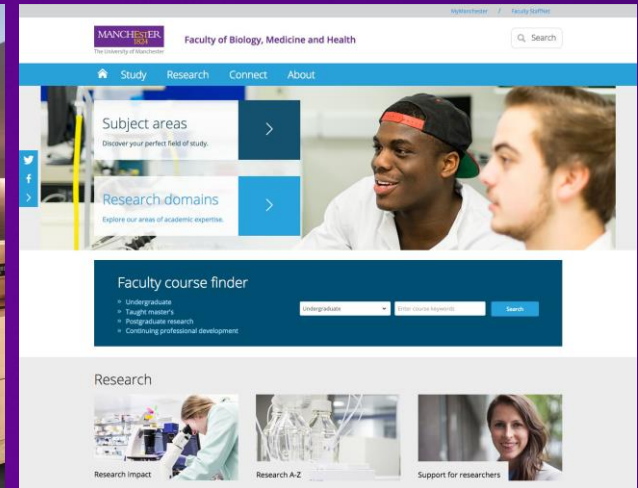 MyManchester / Faculty StaffNet
MANCHESTER
1824
The University of Manchester
Faculty of Biology, Medicine and Health
Search
Study Research Connect About
Subject areas
Discover your perfect field of study.
Research domains
Explore our areas of academic expertise.
Faculty course finder
» Undergraduate
» Taught master's
» Postgraduate research
» Continuing professional development
Undergraduate
Enter course keywords
Search
Research
Research impact
Research A-Z
Support for researchers